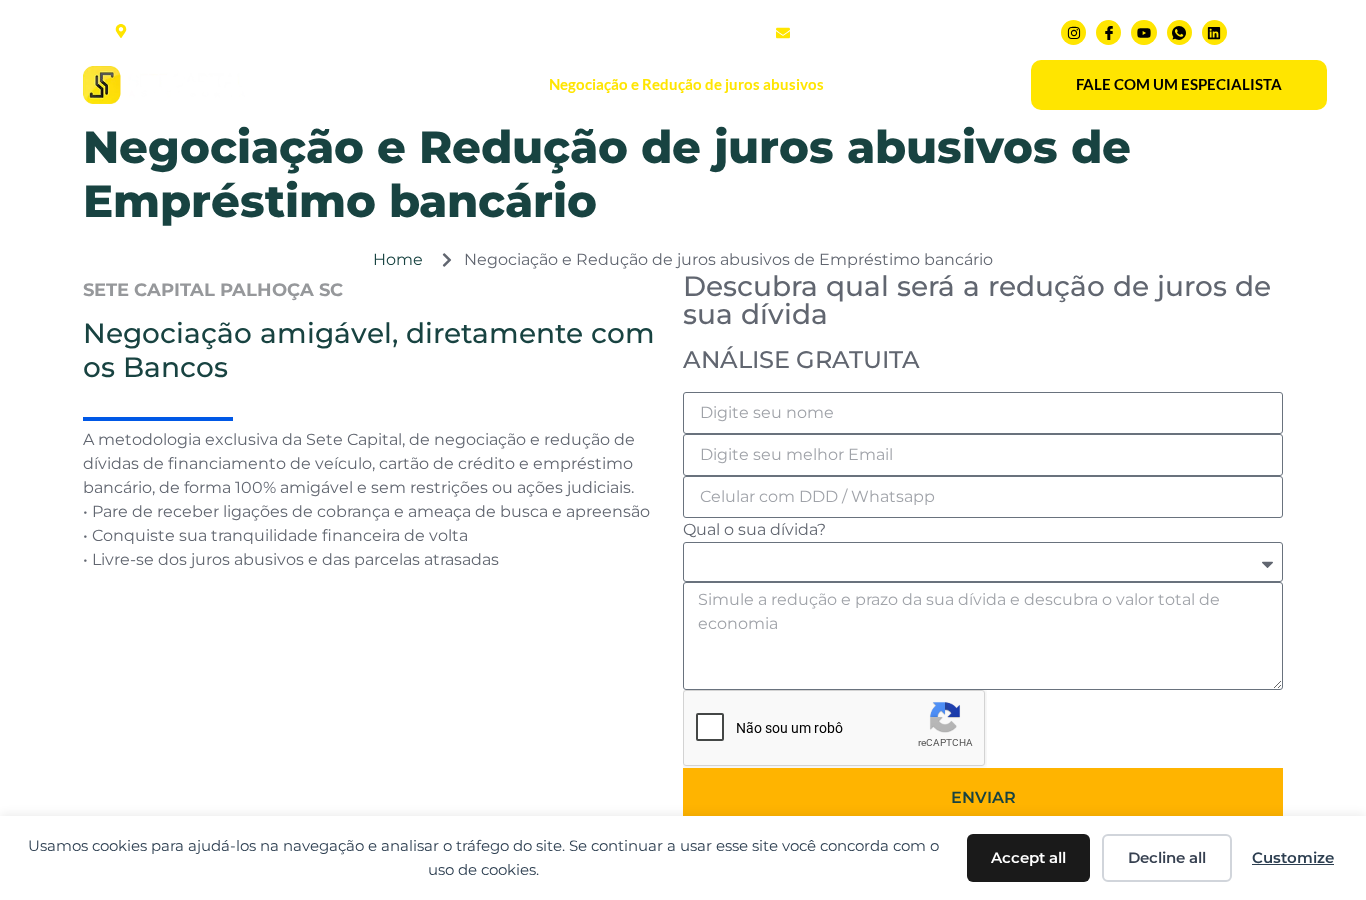 Negociação e Redução de juros abusivos
FALE COM UM ESPECIALISTA
Negociação e Redução de juros abusivos de
Empréstimo bancário
Home
Negociação e Redução de juros abusivos de Empréstimo bancário
SETE CAPITAL PALHOÇA SC
Negociação amigável, diretamente com
os Bancos
A metodologia exclusiva da Sete Capital, de negociação e redução de
dívidas de financiamento de veículo, cartão de crédito e empréstimo
bancário, de forma 100% amigável e sem restrições ou ações judiciais.
• Pare de receber ligações de cobrança e ameaça de busca e apreensão
• Conquiste sua tranquilidade financeira de volta
• Livre-se dos juros abusivos e das parcelas atrasadas
Descubra qual será a redução de juros de
sua dívida
ANÁLISE GRATUITA
Digite seu nome
Digite seu melhor Email
Celular com DDD / Whatsapp
Qual o sua dívida?
Simule a redução e prazo da sua dívida e descubra o valor total de
economia
Não sou um robô
reCAPTCHA
ENVIAR
Usamos cookies para ajudá-los na navegação e analisar o tráfego do site. Se continuar a usar esse site você concorda com o
uso de cookies.
Accept all
Decline all
Customize